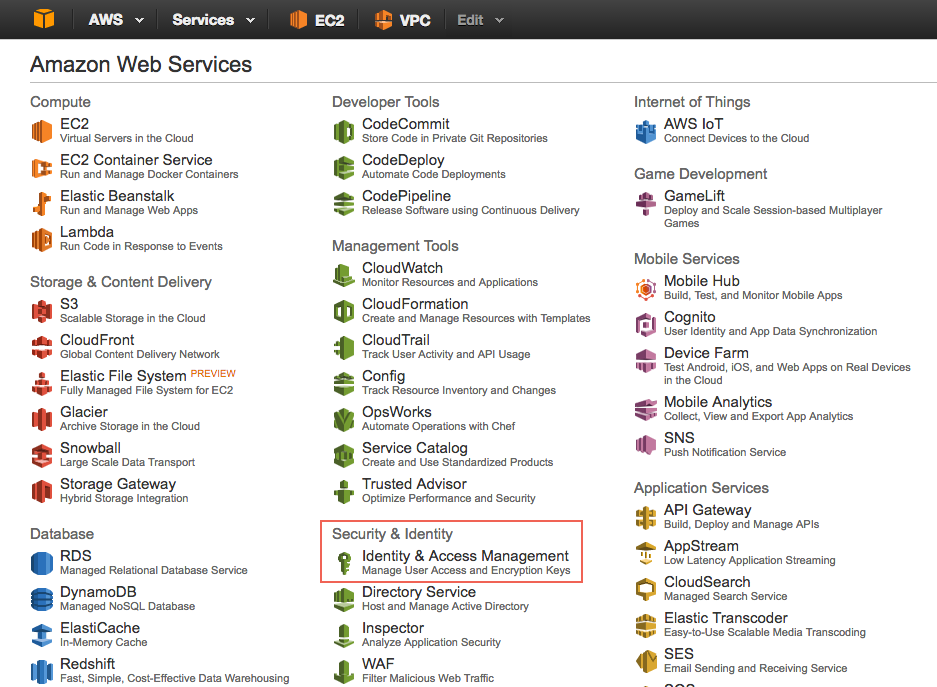 AWS
Services
EC2
VPC
Edit
Amazon Web Services
Compute
EC2
Virtual Servers in the Cloud
EC2 Container Service
Run and Manage Docker Containers
Elastic Beanstalk
Run and Manage Web Apps
Lambda
Run Code in Response to Events
Storage & Content Delivery
S3
Scalable Storage in the Cloud
CloudFront
Global Content Delivery Network
Elastic File System PREVIEW
Fully Managed File System for EC2
Glacier
Archive Storage in the Cloud
Snowball
Large Scale Data Transport
Storage Gateway
Hybrid Storage Integration
Database
RDS
Managed Relational Database Service
DynamoDB
Managed NoSQL Database
ElastiCache
In-Memory Cache
Redshift
Fast, Simple, Cost-Effective Data Warehousing
Developer Tools
CodeCommit
Store Code in Private Git Repositories
CodeDeploy
Automate Code Deployments
CodePipeline
Release Software using Continuous Delivery
Management Tools
CloudWatch
Monitor Resources and Applications
CloudFormation
Create and Manage Resources with Templates
CloudTrail
Track User Activity and API Usage
Config
Track Resource Inventory and Changes
OpsWorks
Automate Operations with Chef
Service Catalog
Create and Use Standardized Products
Trusted Advisor
Optimize Performance and Security
Security & Identity
Identity & Access Management
Manage User Access and Encryption Keys
Directory Service
Host and Manage Active Directory
Inspector
Analyze Application Security
WAF
Filter Malicious Web Traffic
Internet of Things
AWS IoT
Connect Devices to the Cloud
Game Development
GameLift
Deploy and Scale Session-based Multiplayer
Games
Mobile Services
Mobile Hub
Build, Test, and Monitor Mobile Apps
Cognito
User Identity and App Data Synchronization
Device Farm
Test Android, iOS, and Web Apps on Real Devices
in the Cloud
Mobile Analytics
Collect, View and Export App Analytics
SNS
Push Notification Service
Application Services
API Gateway
Build, Deploy and Manage APIs
AppStream
Low Latency Application Streaming
CloudSearch
Managed Search Service
Elastic Transcoder
Easy-to-Use Scalable Media Transcoding
SES
Email Sending and Receiving Service